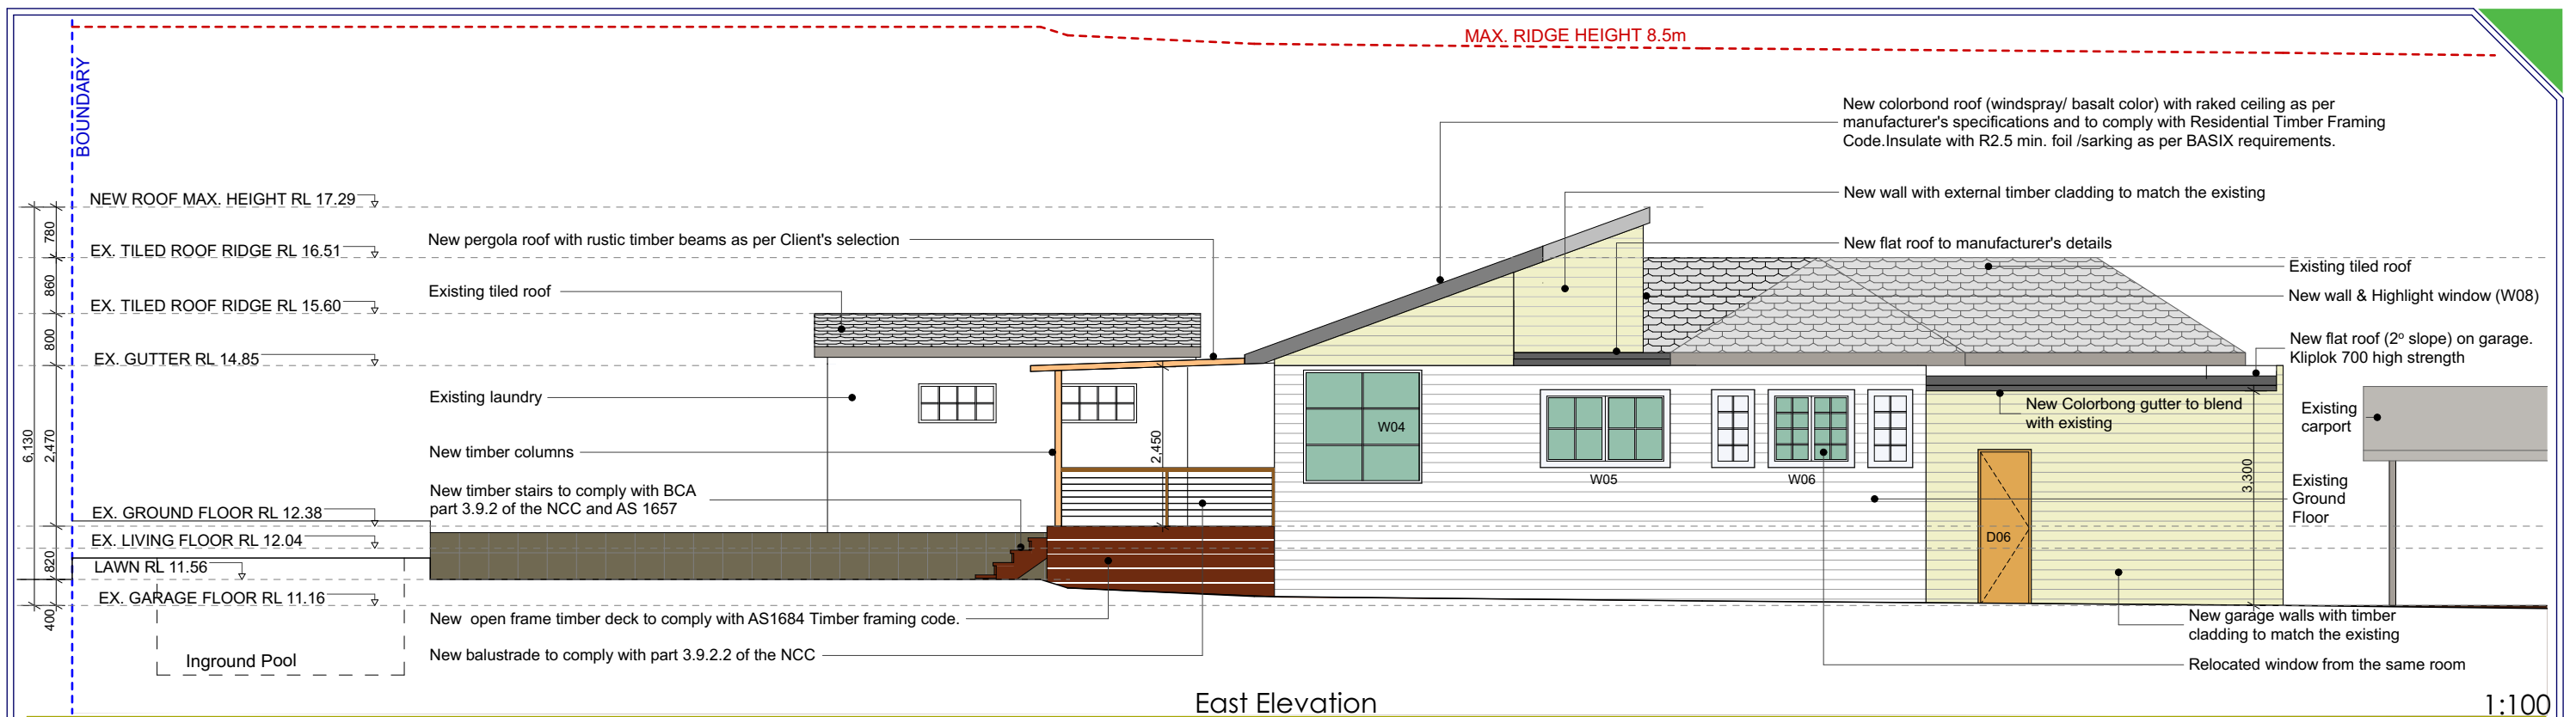 MAX. RIDGE HEIGHT 8.5m
BOUNDARY
New colorbond roof (windspray/ basalt color) with raked ceiling as per
manufacturer's specifications and to comply with Residential Timber Framing
Code.Insulate with R2.5 min. foil /sarking as per BASIX requirements.
New wall with external timber cladding to match the existing
New flat roof to manufacturer's details
Existing tiled roof
New wall & Highlight window (W08)
New flat roof (2º slope) on garage.
Kliplok 700 high strength
NEW ROOF MAX. HEIGHT RL 17.29
EX. TILED ROOF RIDGE RL 16.51
EX. TILED ROOF RIDGE RL 15.60
EX. GUTTER RL 14.85
EX. GROUND FLOOR RL 12.38
EX. LIVING FLOOR RL 12.04
LAWN RL 11.56
EX. GARAGE FLOOR RL 11.16
780
860
800
2,470
6,130
820
400
New pergola roof with rustic timber beams as per Client's selection
Existing tiled roof
Existing laundry
New timber columns
New timber stairs to comply with BCA
part 3.9.2 of the NCC and AS 1657
New open frame timber deck to comply with AS1684 Timber framing code.
New balustrade to comply with part 3.9.2.2 of the NCC
Inground Pool
2,450
W04
W05
W06
New Colorbong gutter to blend
with existing
D06
3,300
Existing
carport
Existing
Ground
Floor
New garage walls with timber
cladding to match the existing
Relocated window from the same room
East Elevation
1:100